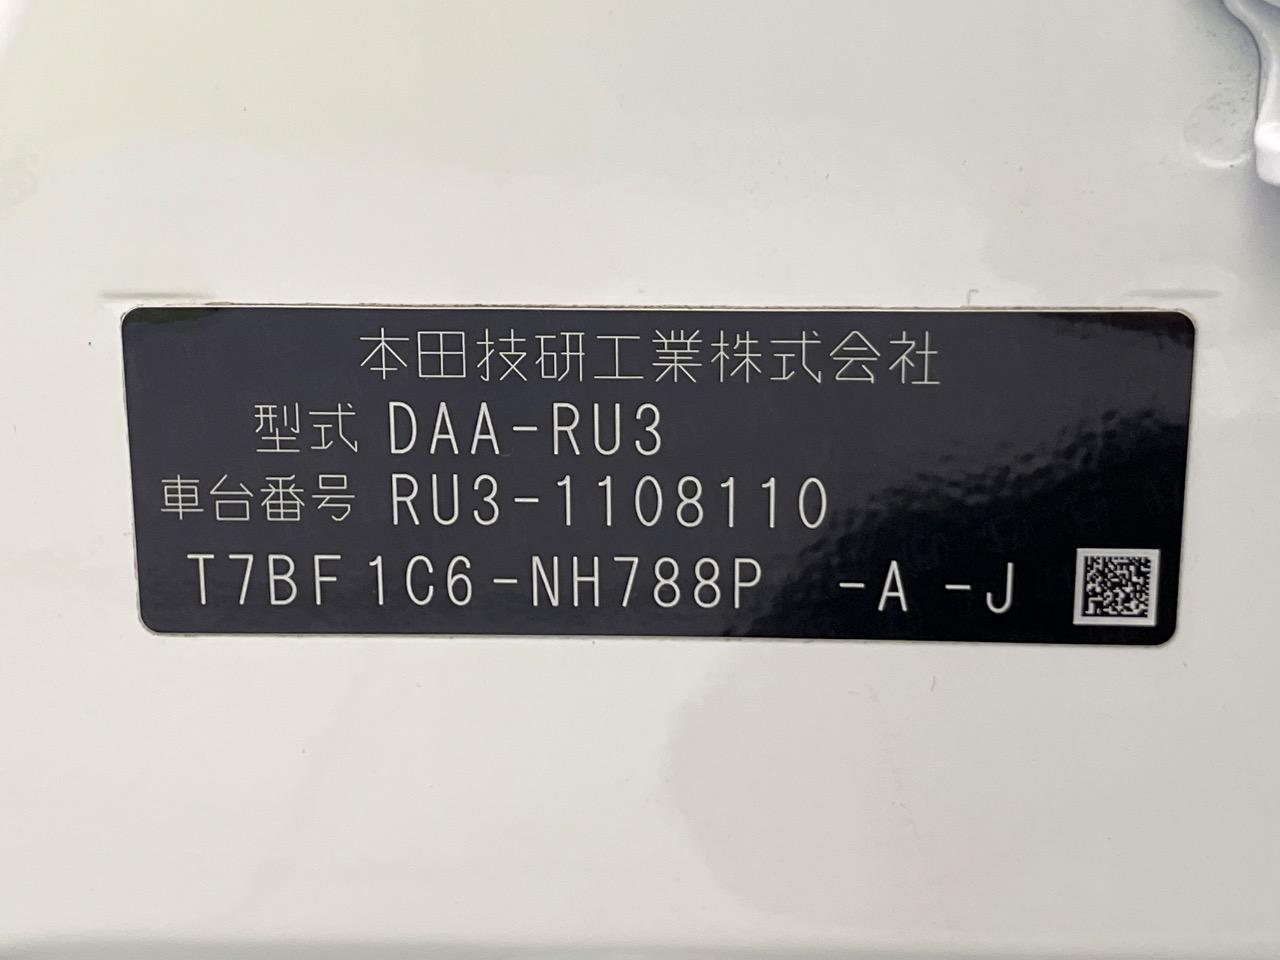 本田技研工業株式会社
型式 DAA-RU3
車台番号 RU3-1108110
T7BF1C6-NH788P -A -J